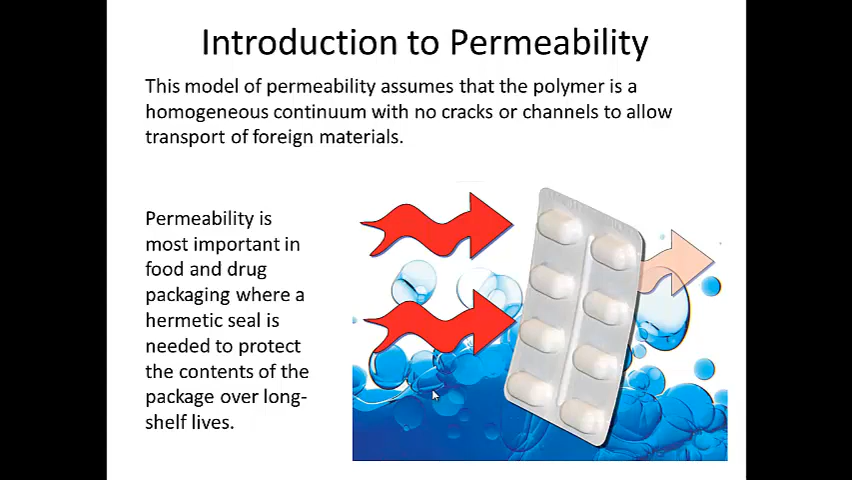 Introduction to Permeability
This model of permeability assumes that the polymer is a
homogeneous continuum with no cracks or channels to allow
transport of foreign materials.
Permeability is
most important in
food and drug
packaging where a
hermetic seal is
needed to protect
the contents of the
package over long-
shelf lives.